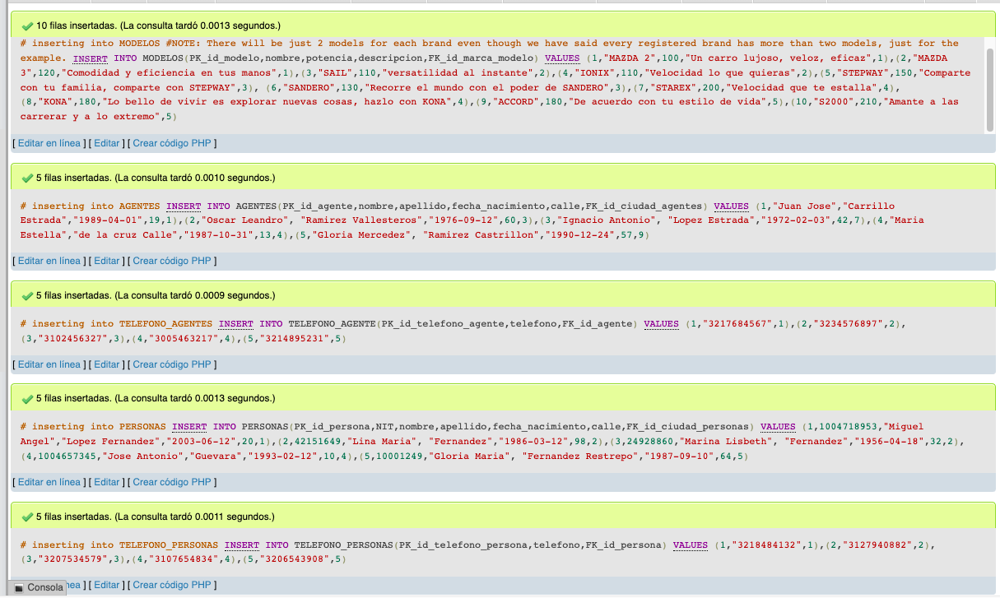 10 filas insertadas. (La consulta tardó 0.0013 segundos.)
# inserting into MODELOS #NOTE: There will be just 2 models for each brand even though we have said every registered brand has more than two models, just for the
example. INSERT INTO MODELOS(PK_id_modelo,nombre,potencia,descripcion,FK_id_marca_modelo) VALUES (1,"MAZDA 2",100,"Un carro lujoso, veloz, eficaz",1),(2,"MAZDA
3",120,"Comodidad y eficiencia en tus manos",1),(3,"SAIL",110,"versatilidad al instante",2),(4,"IONIX",110,"Velocidad lo que quieras",2),(5,"STEPWAY",150,"Comparte
con tu familia, comparte con STEPWAY",3), (6,"SANDERO",130,"Recorre el mundo con el poder de SANDERO",3),(7,"STAREX",200,"Velocidad que te estalla",4),
(8,"KONA",180,"Lo bello de vivir es explorar nuevas cosas, hazlo con KONA",4),(9,"ACCORD",180,"De acuerdo con tu estilo de vida",5),(10,"S2000",210,"Amante a las
carrerar y a lo extremo",5)
[ Editar en línea ] [ Editar ] [ Crear código PHP ]
5 filas insertadas. (La consulta tardó 0.0010 segundos.)
# inserting into AGENTES INSERT INTO AGENTES(PK_id_agente,nombre,apellido,fecha_nacimiento,calle,FK_id_ciudad_agentes) VALUES (1,"Juan Jose","Carrillo
Estrada","1989-04-01",19,1),(2,"Oscar Leandro", "Ramirez Vallesteros","1976-09-12",60,3),(3,"Ignacio Antonio", "Lopez Estrada","1972-02-03",42,7),(4,"Maria
Estella","de la cruz Calle","1987-10-31",13,4),(5,"Gloria Mercedez", "Ramirez Castrillon","1990-12-24",57,9)
[ Editar en línea ] [ Editar ] [ Crear código PHP ]
5 filas insertadas. (La consulta tardó 0.0009 segundos.)
# inserting into TELEFONO_AGENTES INSERT INTO TELEFONO_AGENTE(PK_id_telefono_agente,telefono,FK_id_agente) VALUES (1,"3217684567",1),(2,"3234576897",2),
(3,"3102456327",3),(4,"3005463217",4),(5,"3214895231",5)
[ Editar en línea ] [ Editar ] [ Crear código PHP ]
5 filas insertadas. (La consulta tardó 0.0013 segundos.)
# inserting into PERSONAS INSERT INTO PERSONAS(PK_id_persona,NIT,nombre,apellido,fecha_nacimiento,calle,FK_id_ciudad_personas) VALUES (1,1004718953,"Miguel
Angel","Lopez Fernandez","2003-06-12",20,1),(2,42151649,"Lina Maria", "Fernandez","1986-03-12",98,2),(3,24928860,"Marina Lisbeth", "Fernandez","1956-04-18",32,2),
(4,1004657345,"Jose Antonio","Guevara","1993-02-12",10,4),(5,10001249,"Gloria Maria", "Fernandez Restrepo","1987-09-10",64,5)
[ Editar en línea ] [ Editar ] [ Crear código PHP ]
5 filas insertadas. (La consulta tardó 0.0011 segundos.)
# inserting into TELEFONO_PERSONAS INSERT INTO TELEFONO_PERSONAS(PK_id_telefono_persona,telefono,FK_id_persona) VALUES (1,"3218484132",1),(2,"3127940882",2),
(3,"3207534579",3),(4,"3107654834",4),(5,"3206543908",5)
Consola nea ] [ Editar ] [ Crear código PHP ]